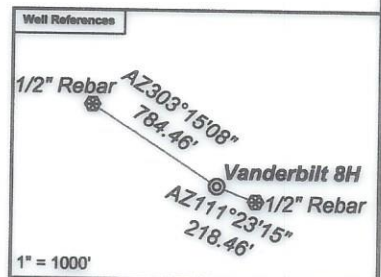 Well References
1/2" Rebar
AZ303°15'08"
784.46'
Vanderbilt 8H
1/2" Rebar
AZ111°23'15"
218.46'
1" = 1000'